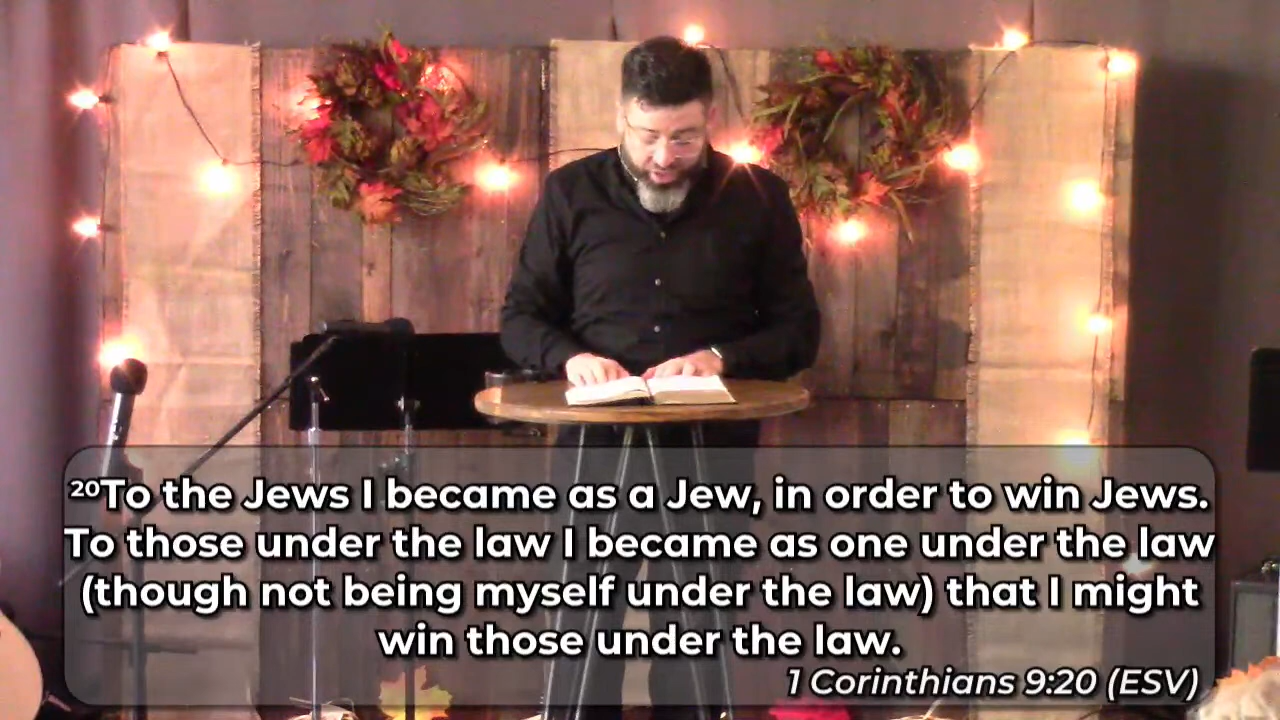 ²⁰To the Jews I became as a Jew, in order to win Jews.
To those under the law I became as one under the law
(though not being myself under the law) that I might
win those under the law.
1 Corinthians 9:20 (ESV)